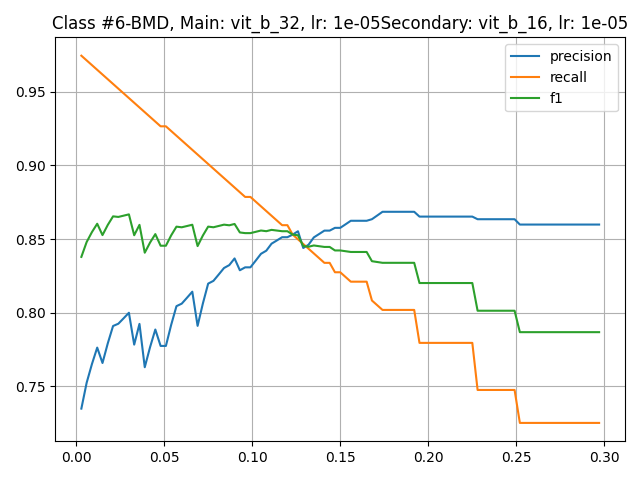 Class #6-BMD, Main: vit_b_32, lr: 1e-05Secondary: vit_b_16, lr: 1e-05
precision
recall
f1
0.95
0.90
0.85
0.80
0.75
0.00 0.05 0.10 0.15 0.20 0.25 0.30